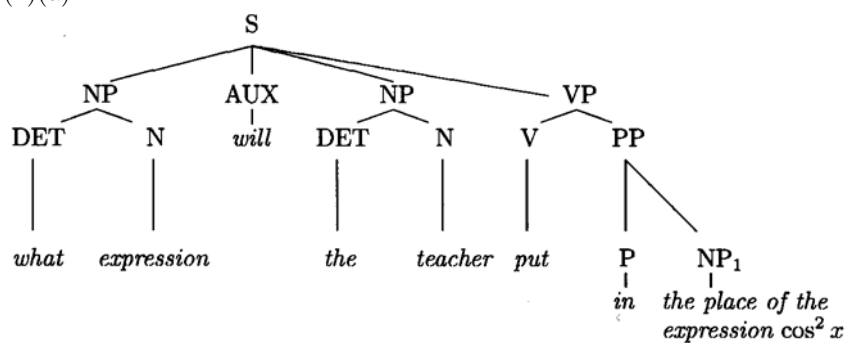 S
NP AUX NP VP
DET N will DET N V PP
what expression the teacher put P NP₁
in the place of the
expression cos² x